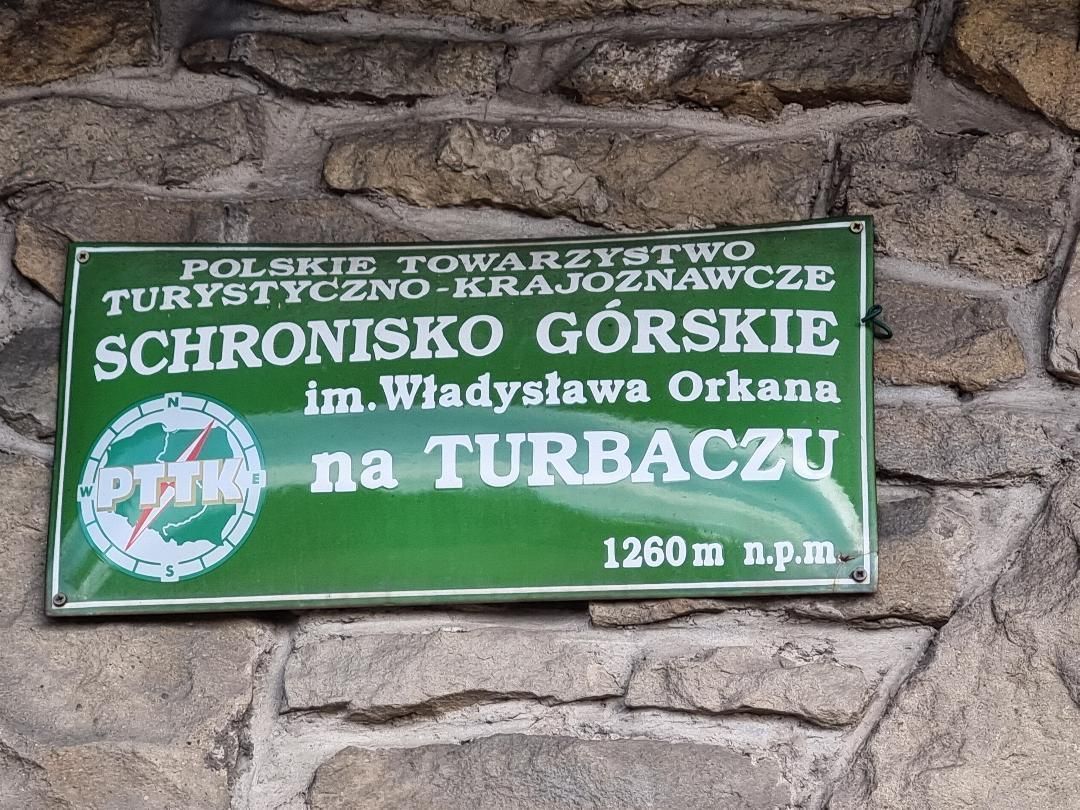 POLSKIE TOWARZYSTWO
TURYSTYCZNO-KRAJOZNAWCZE
SCHRONISKO GÓRSKIE
im. Władysława Orkana
na TURBACZU
N
W PTTK E
S
1260 m n.p.m.